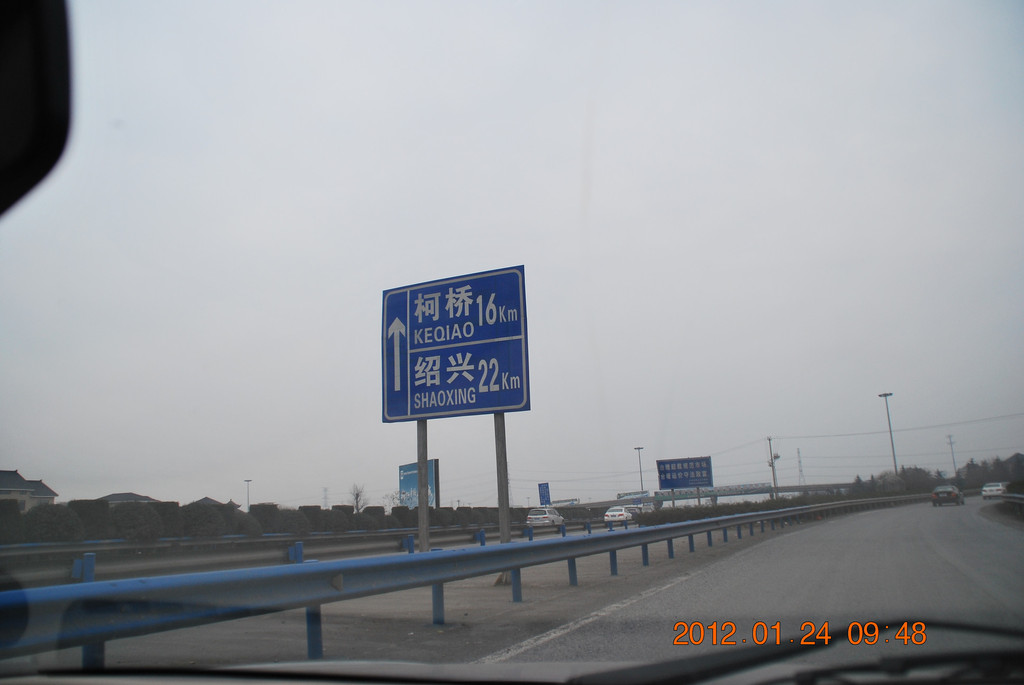 柯桥 16Km
KEQIAO
绍兴 22Km
SHAOXING
2012.01.24 09:48